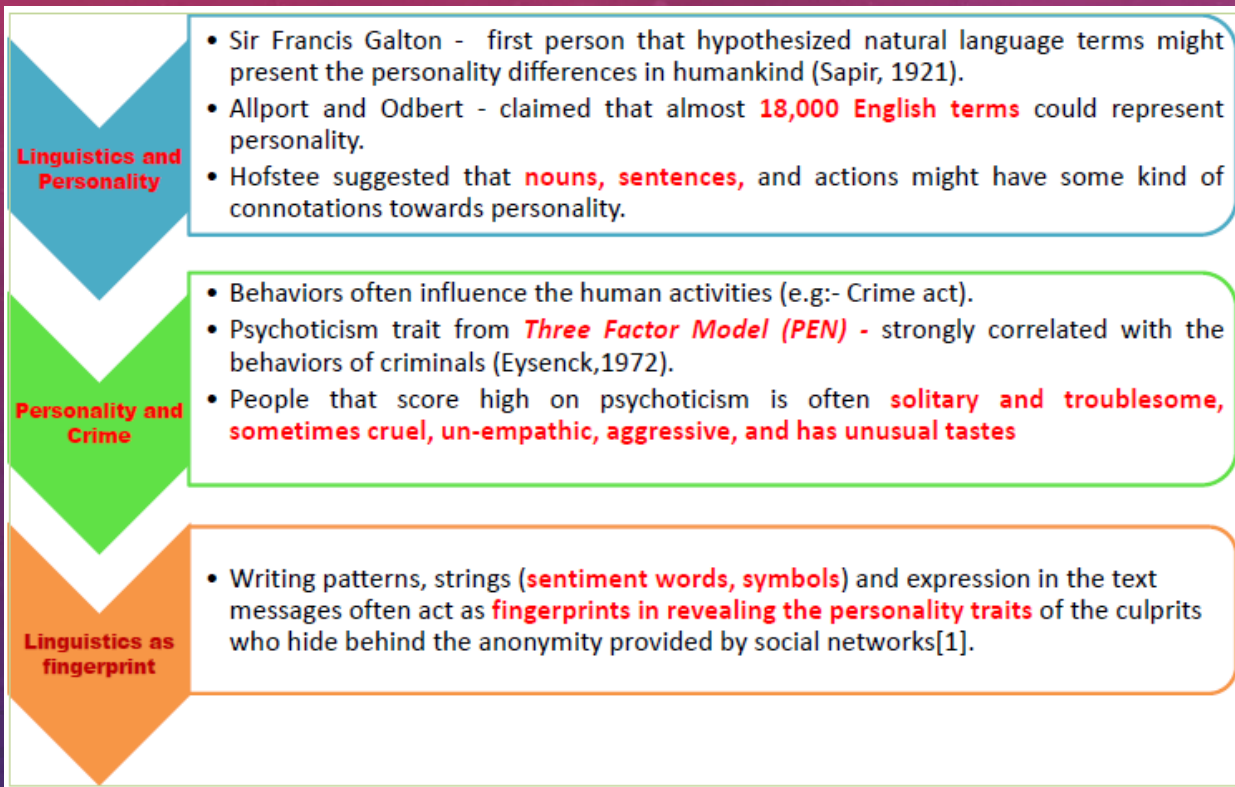 Linguistics and
Personality
• Sir Francis Galton - first person that hypothesized natural language terms might
present the personality differences in humankind (Sapir, 1921).
• Allport and Odbert - claimed that almost 18,000 English terms could represent
personality.
• Hofstee suggested that nouns, sentences, and actions might have some kind of
connotations towards personality.
Personality and
Crime
• Behaviors often influence the human activities (e.g:- Crime act).
• Psychoticism trait from Three Factor Model (PEN) - strongly correlated with the
behaviors of criminals (Eysenck,1972).
• People that score high on psychoticism is often solitary and troublesome,
sometimes cruel, un-empathic, aggressive, and has unusual tastes
Linguistics as
fingerprint
• Writing patterns, strings (sentiment words, symbols) and expression in the text
messages often act as fingerprints in revealing the personality traits of the culprits
who hide behind the anonymity provided by social networks[1].